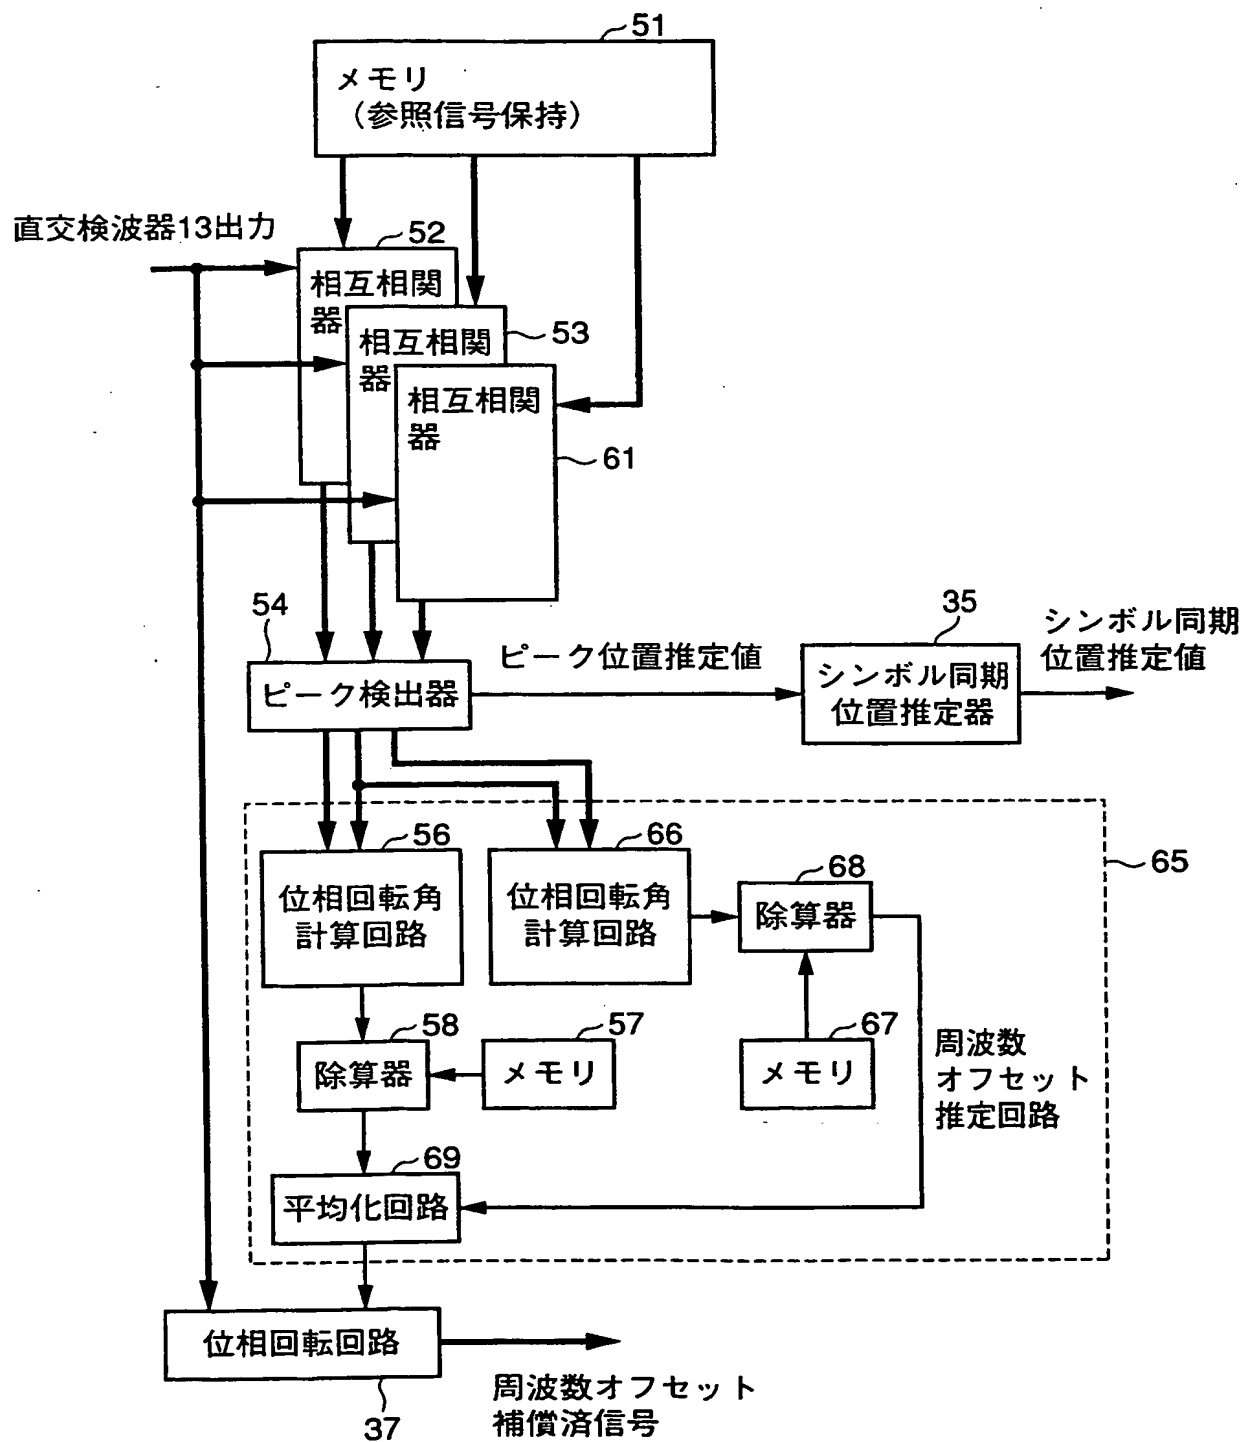 51
メモリ
（参照信号保持）
直交検波器13出力
52
相互相関
器
53
相互相関
器
相互相関
器
61
54
ピーク検出器
ピーク位置推定値
35
シンボル同期
位置推定器
シンボル同期
位置推定値
56
位相回転角
計算回路
66
位相回転角
計算回路
68
除算器
65
58
除算器
57
メモリ
67
メモリ
周波数
オフセット
推定回路
69
平均化回路
位相回転回路
37
周波数オフセット
補償済信号